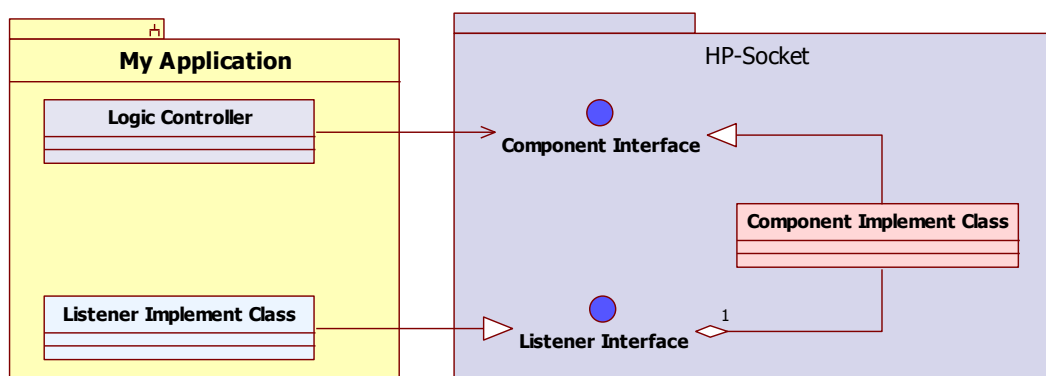 My Application
HP-Socket
Logic Controller
Component Interface
Component Implement Class
Listener Implement Class
1
Listener Interface